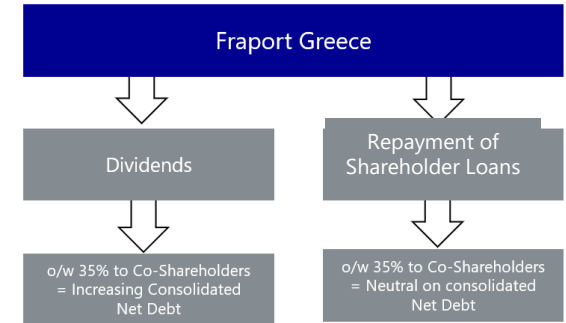 Fraport Greece
Dividends
Repayment of
Shareholder Loans
o/w 35% to Co-Shareholders
= Increasing Consolidated
Net Debt
o/w 35% to Co-Shareholders
= Neutral on consolidated
Net Debt